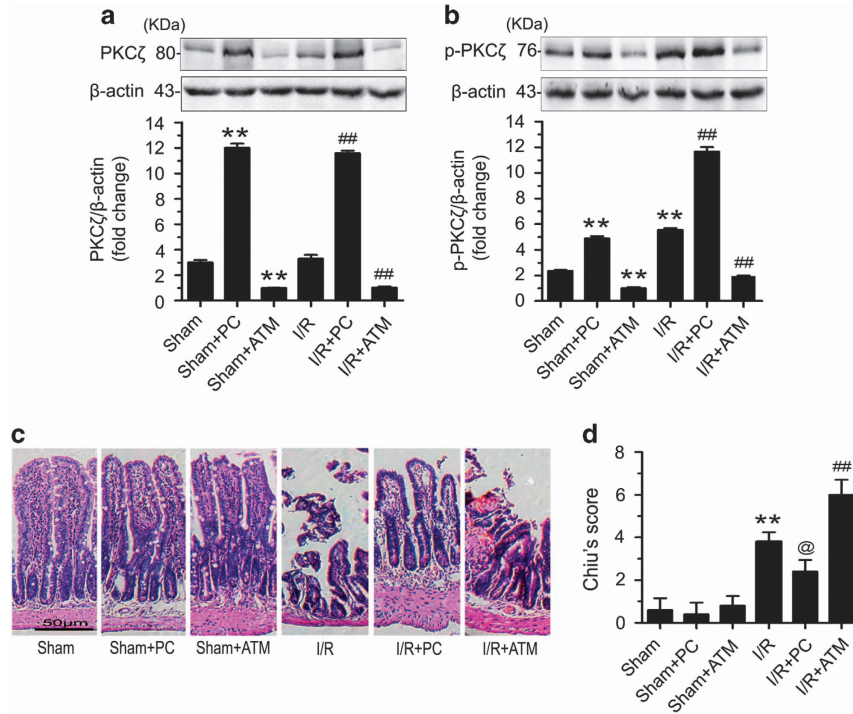 a
(KDa)
PKCζ 80-
β-actin 43-
PKCζ/β-actin
(fold change)
14
12
10
8
6
4
2
0
**
**
##
##
Sham
Sham+PC
Sham+ATM
I/R
I/R+PC
I/R+ATM
b
(KDa)
p-PKCζ 76-
β-actin 43-
p-PKCζ/β-actin
(fold change)
14
12
10
8
6
4
2
0
**
**
**
##
##
Sham
Sham+PC
Sham+ATM
I/R
I/R+PC
I/R+ATM
c
50μm
Sham
Sham+PC
Sham+ATM
I/R
I/R+PC
I/R+ATM
d
Chiu's score
8
6
4
2
0
**
@
##
Sham
Sham+PC
Sham+ATM
I/R
I/R+PC
I/R+ATM